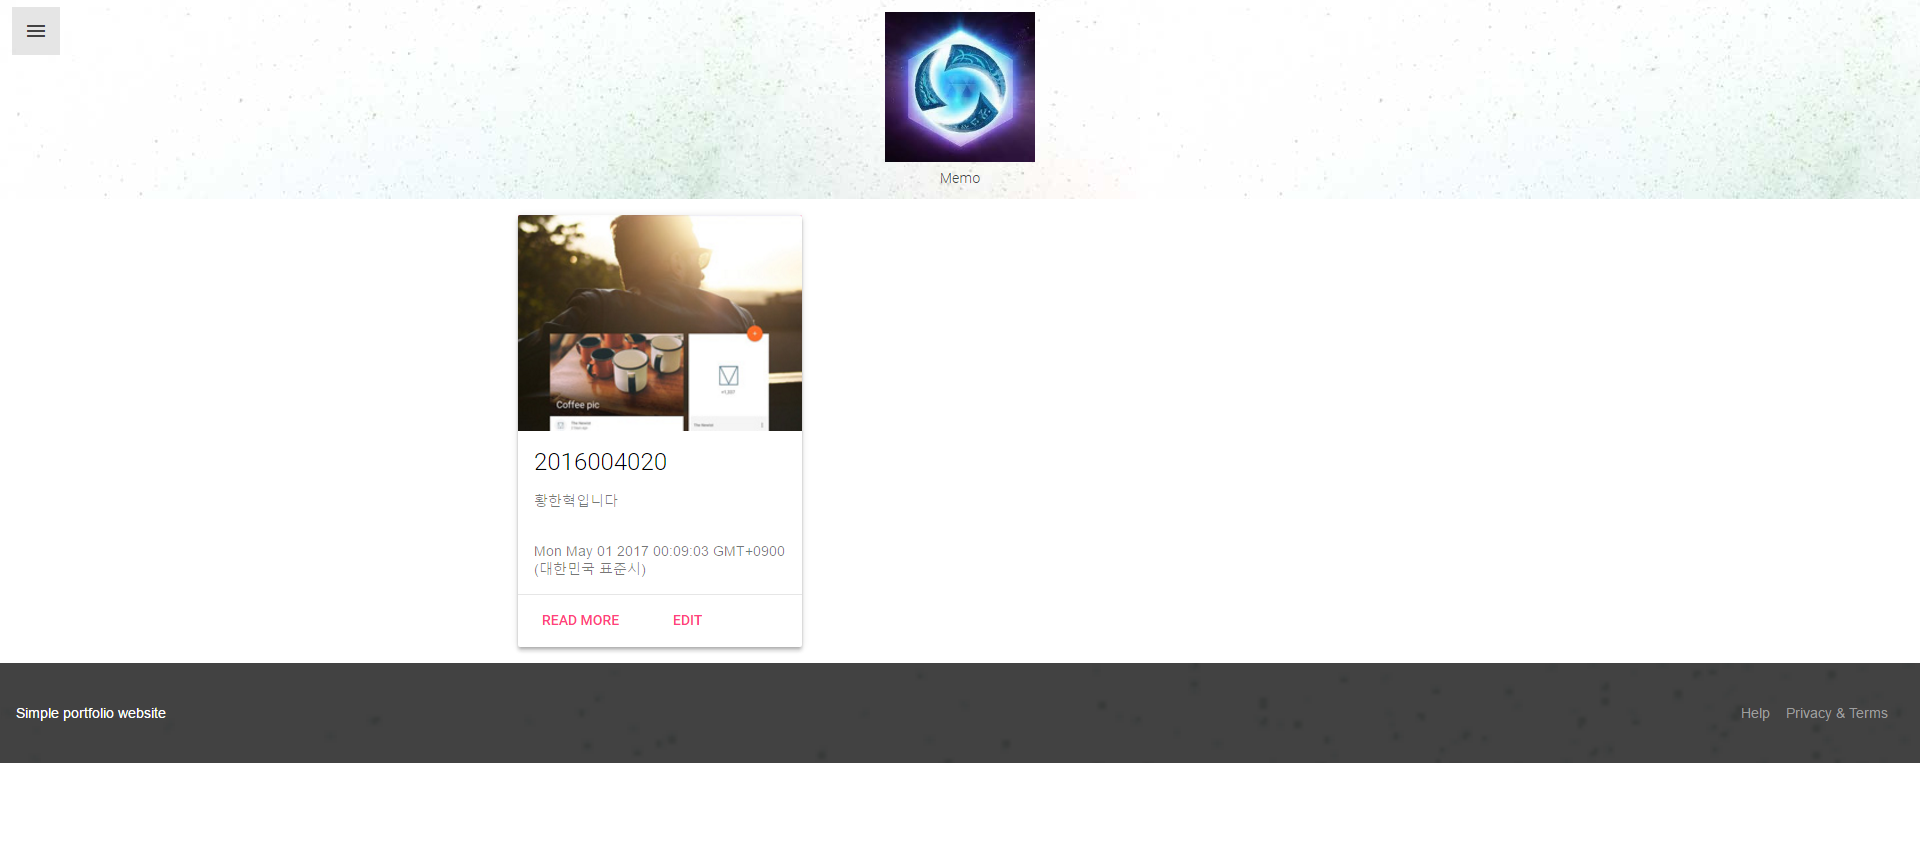 Memo
Coffee pic
2016004020
황한혁입니다
Mon May 01 2017 00:09:03 GMT+0900
(대한민국 표준시)
READ MORE EDIT
Simple portfolio website Help Privacy & Terms